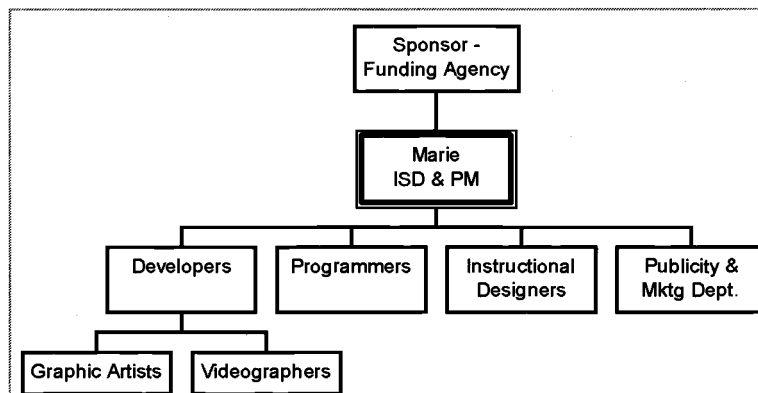 Sponsor -
Funding Agency
Marie
ISD & PM
Developers
Programmers
Instructional
Designers
Publicity &
Mktg Dept.
Graphic Artists
Videographers